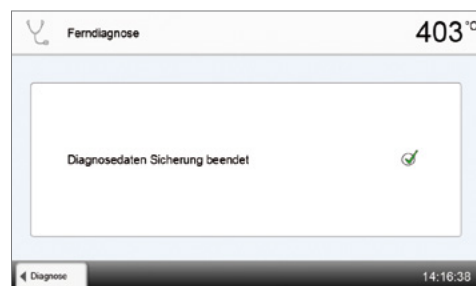 Ferndiagnose
403 °C
Diagnosedaten Sicherung beendet
Diagnose
14:16:38